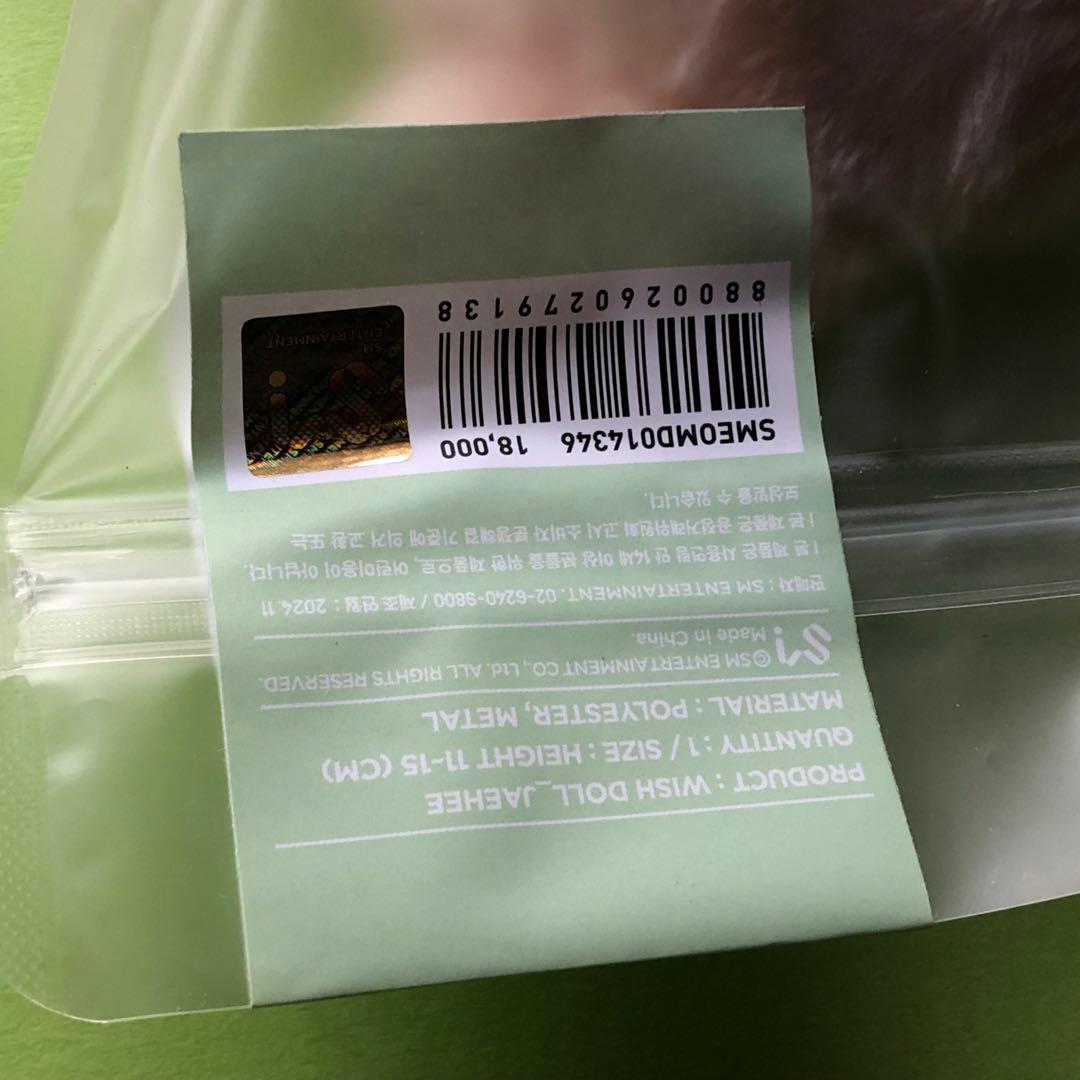 PRODUCT : WISH DOLL_JAEHEE
QUANTITY : 1 / SIZE : HEIGHT 11~15 (CM)
MATERIAL : POLYESTER, METAL
©SM ENTERTAINMENT CO., Ltd. ALL RIGHTS RESERVED.
Made in China.
판매자 : SM ENTERTAINMENT. 02-6240-9800 / 제조 연월 : 2024.11
| 본 제품은 사용연령 만 14세 이상 분들을 위한 제품으로, 어린이용이 아닙니다.
| 본 제품은 공정거래위원회 고시 소비자 분쟁해결 기준에 의거 교환 또는
보상받을 수 있습니다.
SMEOMD014346 18,000
8800260279138
SM
ENTERTAINMENT